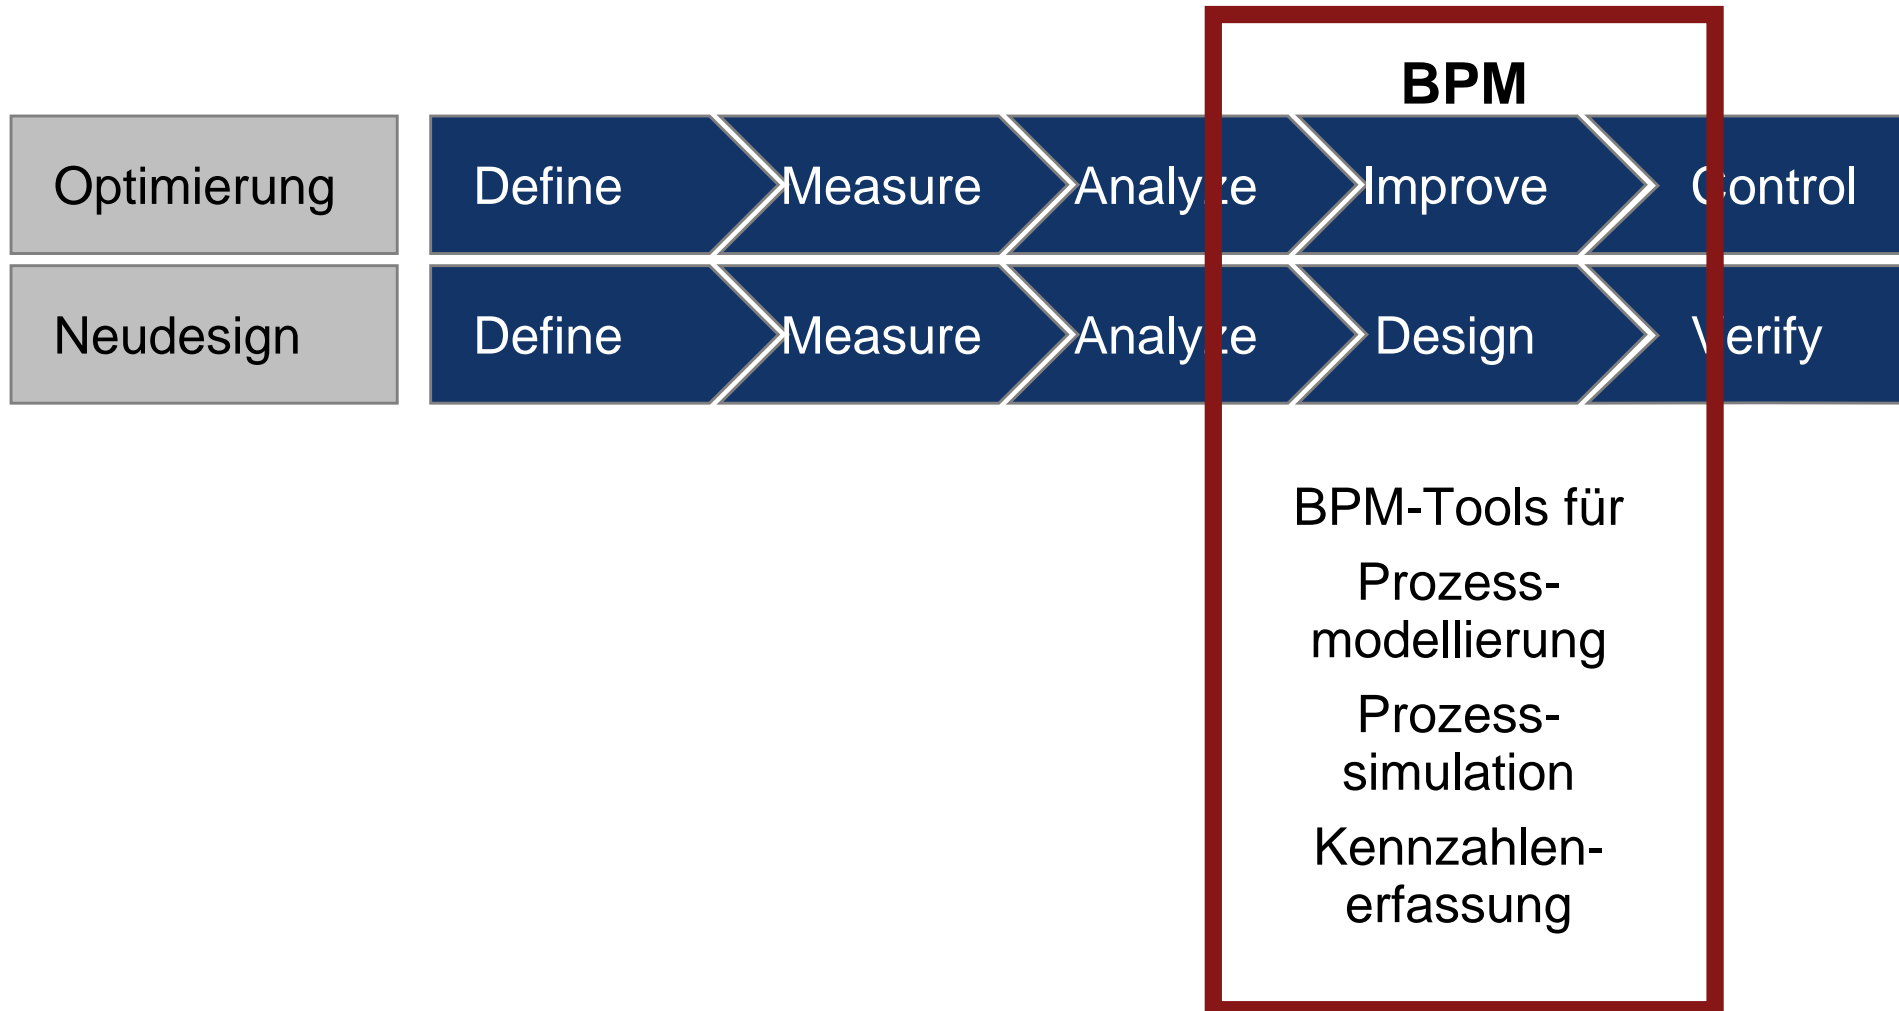 BPM
Optimierung
Define
Measure
Analyze
Improve
Control
Neudesign
Define
Measure
Analyze
Design
Verify
BPM-Tools für
Prozess-
modellierung
Prozess-
simulation
Kennzahlen-
erfassung